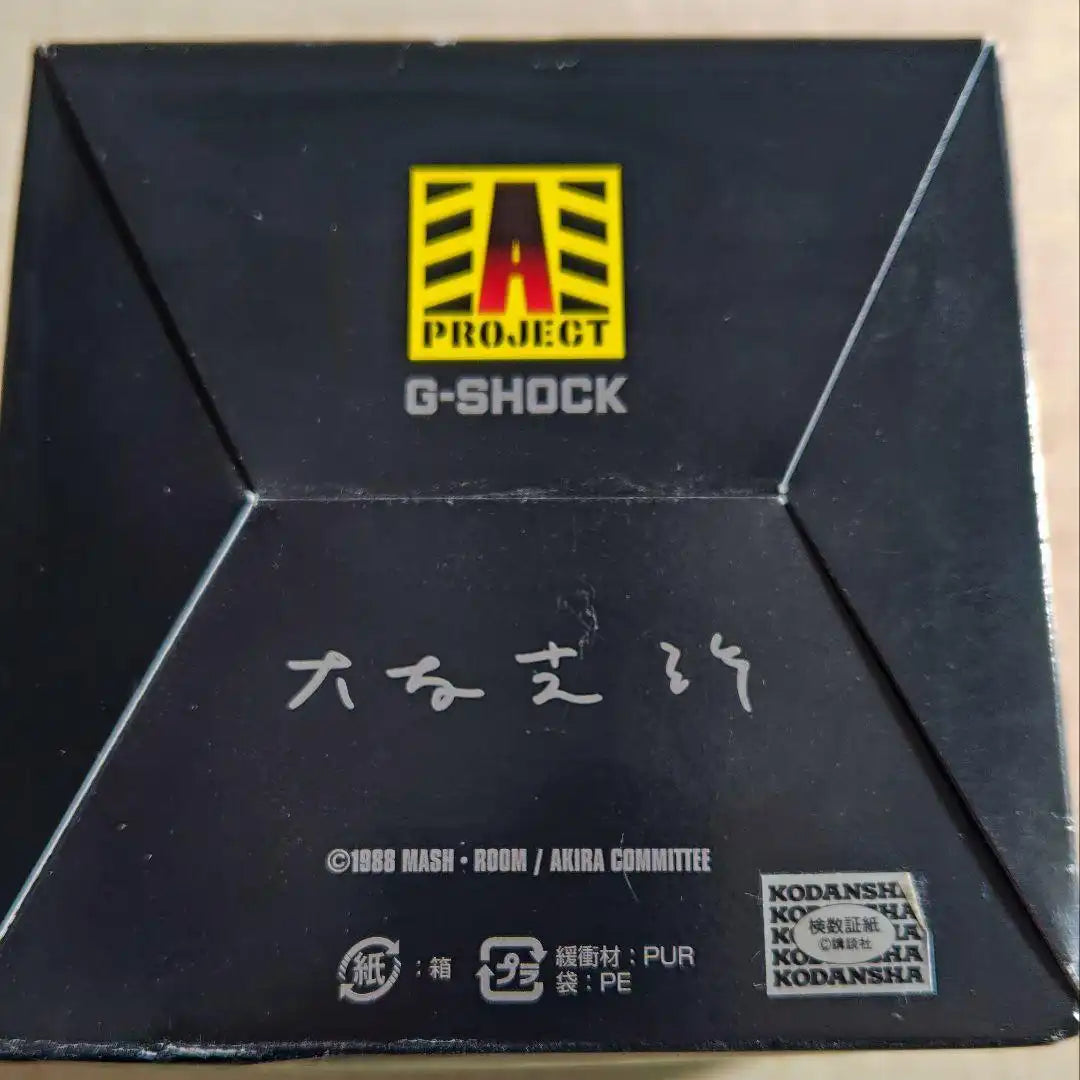 A
PROJECT
G-SHOCK
大友克洋
©1988 MASH・ROOM / AKIRA COMMITTEE
紙 : 箱
プラ 緩衝材 : PUR
袋 : PE
KODANSHA
KODANSHA
検数証紙
©講談社
KODANSHA
KODANSHA
KODANSHA